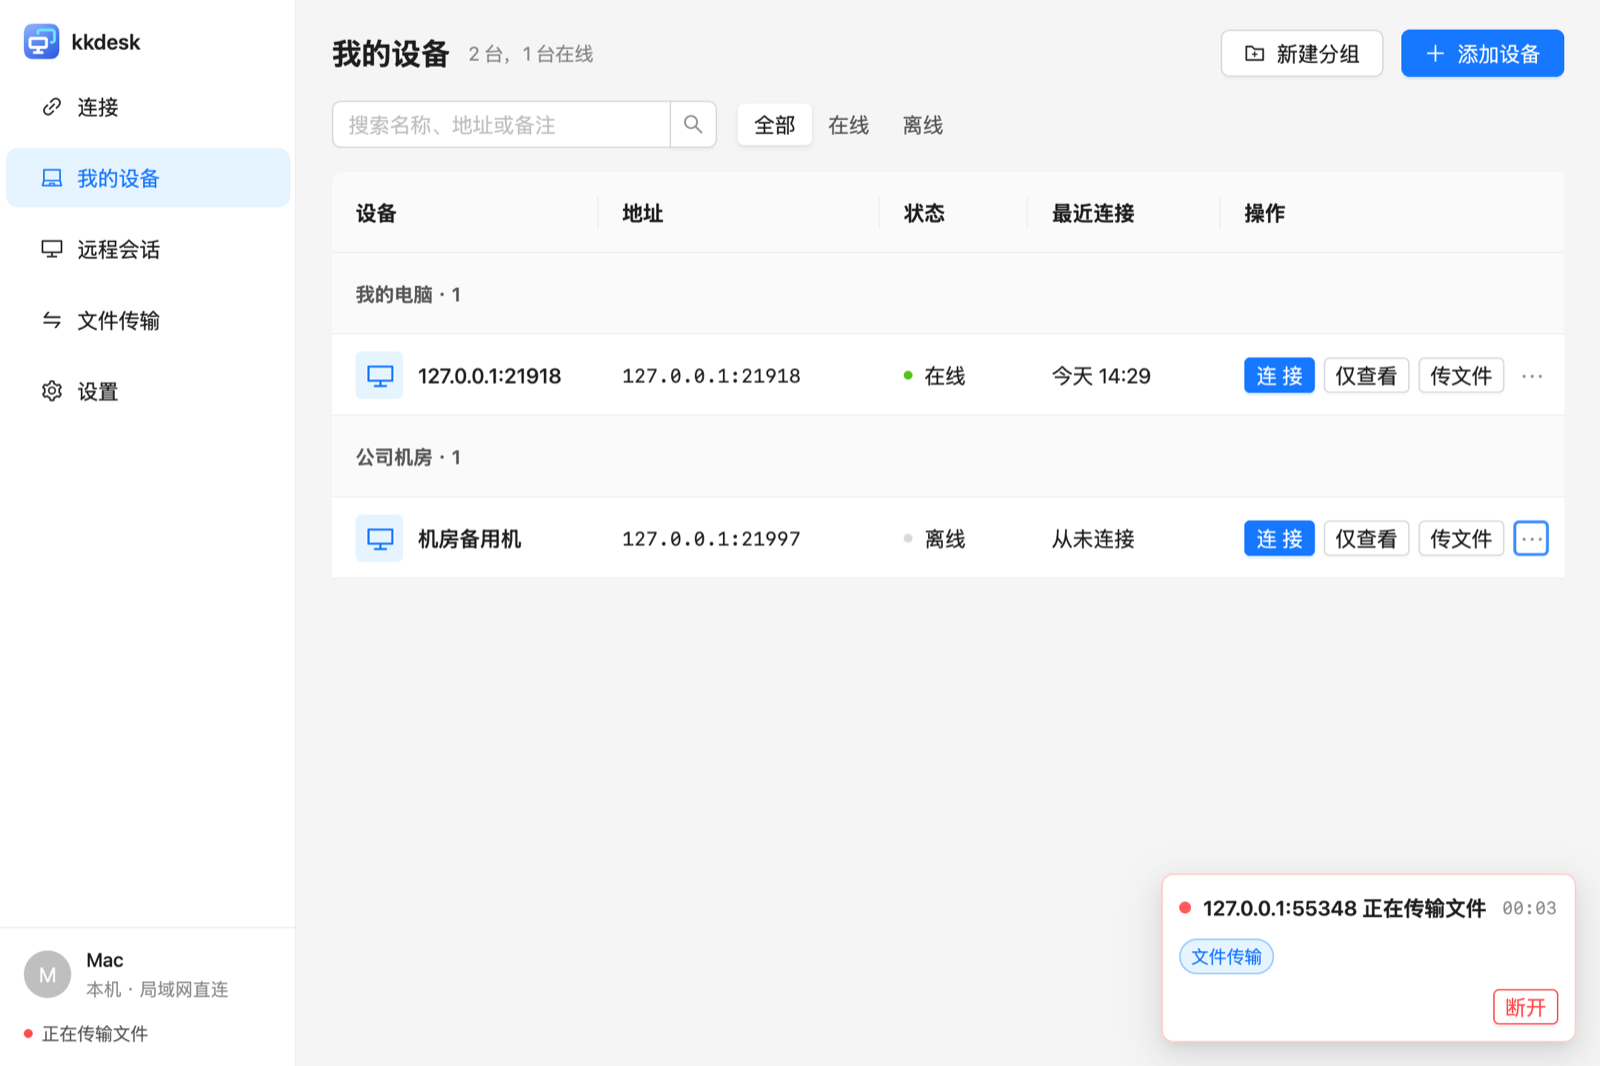 kkdesk
连接
我的设备
远程会话
文件传输
设置
Mac
M
本机 · 局域网直连
正在传输文件
我的设备 2 台，1 台在线
新建分组
添加设备
搜索名称、地址或备注
全部 在线 离线
设备 地址 状态 最近连接 操作
我的电脑 · 1
127.0.0.1:21918 127.0.0.1:21918 在线 今天 14:29 连 接 仅查看 传文件 ···
公司机房 · 1
机房备用机 127.0.0.1:21997 离线 从未连接 连 接 仅查看 传文件 ···
127.0.0.1:55348 正在传输文件 00:03
文件传输
断开